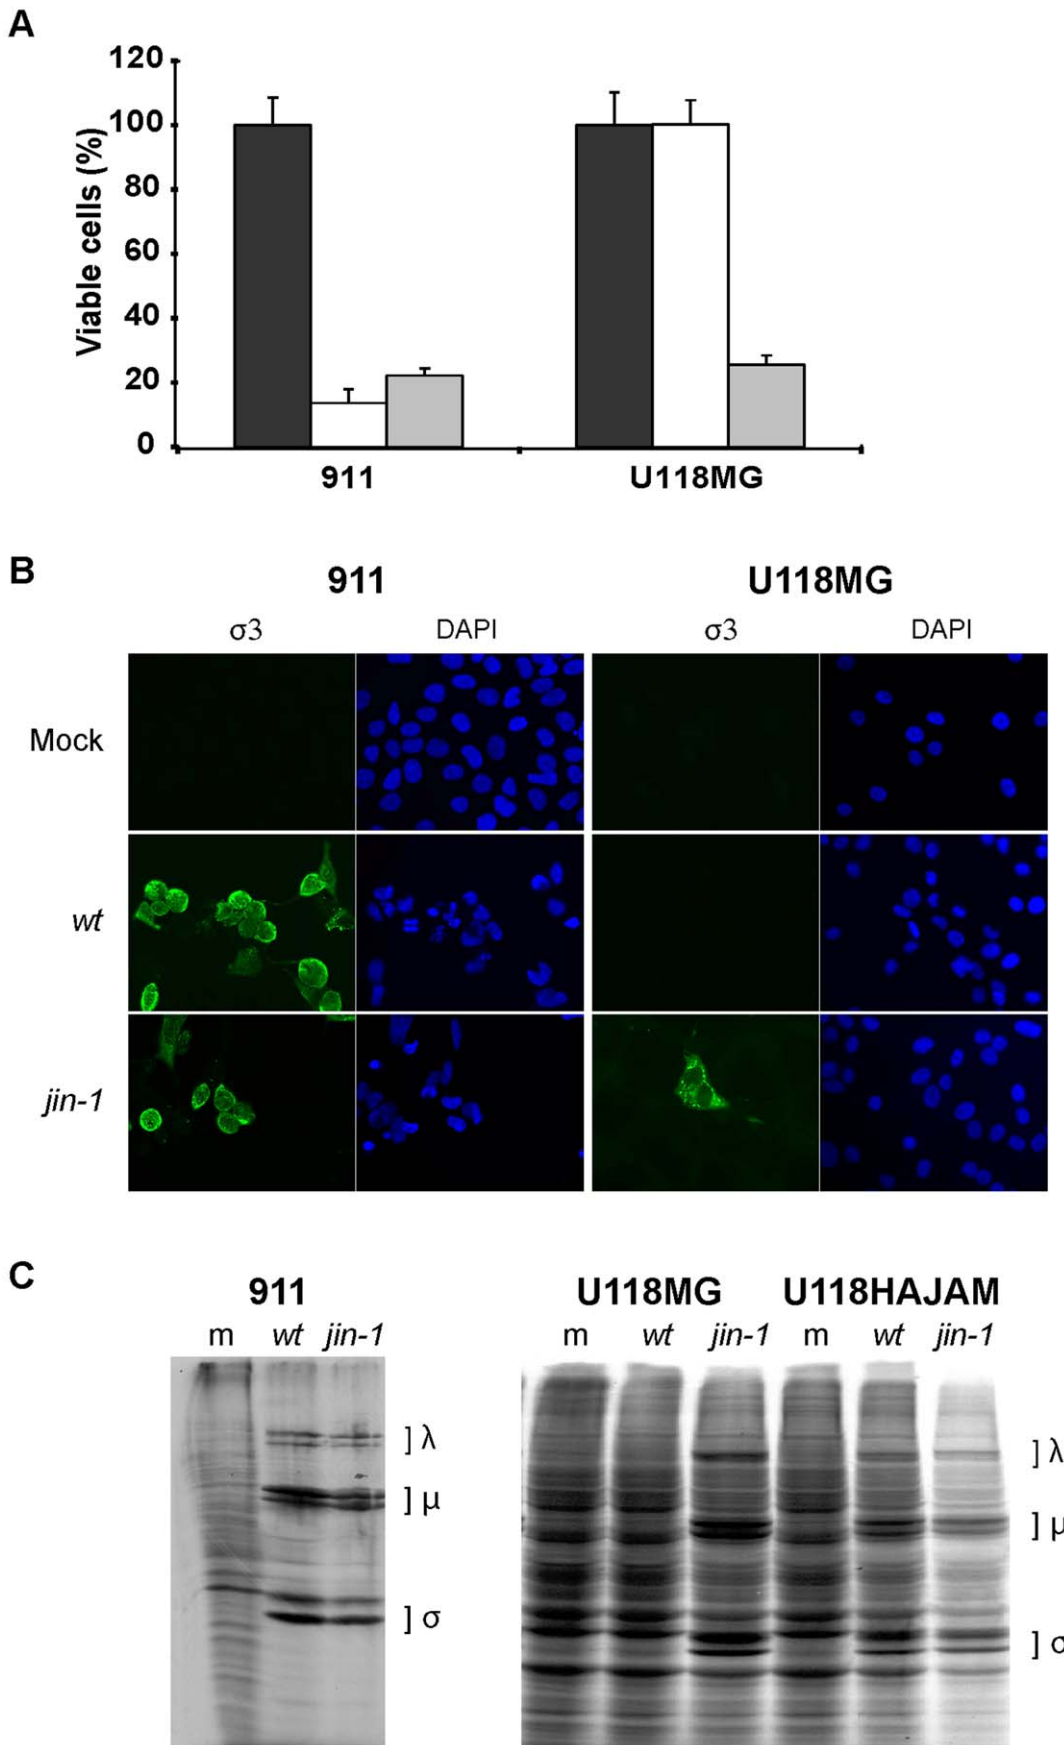 A
Viable cells (%)
120
100
80
60
40
20
0
911 U118MG
B
911 U118MG
σ3 DAPI σ3 DAPI
Mock
wt
jin-1
C
911 U118MG U118HAJAM
m wt jin-1 m wt jin-1 m wt jin-1
] λ ] λ
] μ ] μ
] σ ] σ